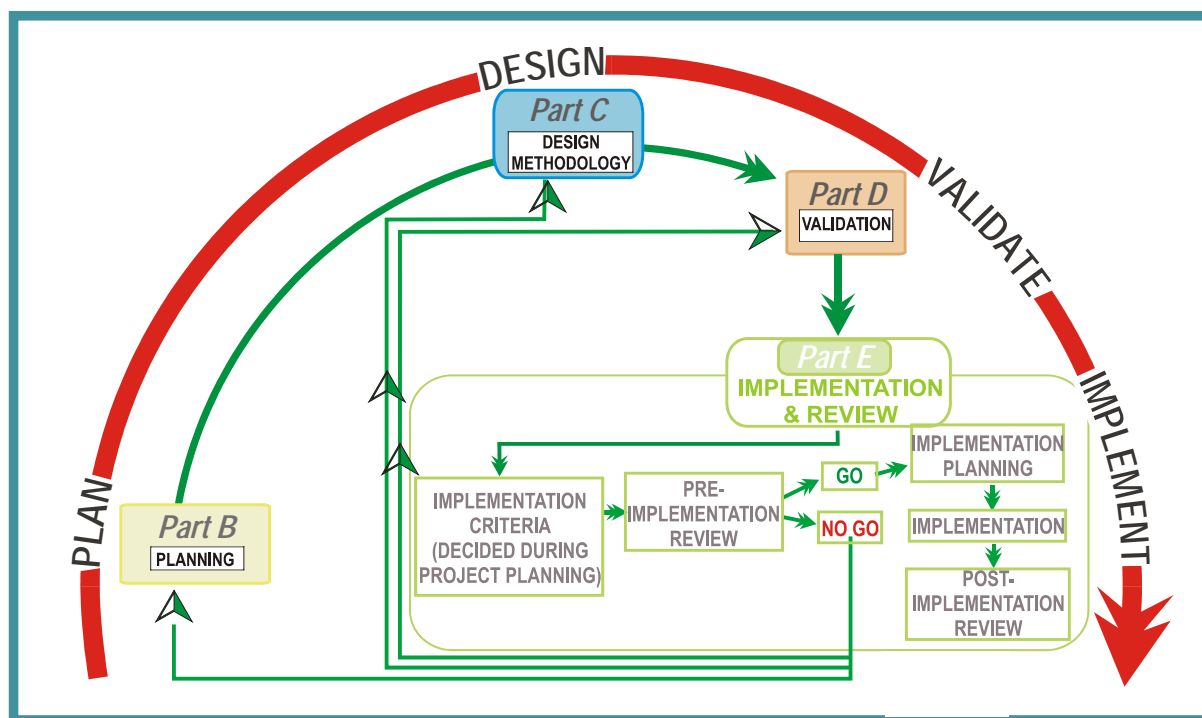 PLAN
DESIGN
VALIDATE
IMPLEMENT
Part B
PLANNING
Part C
DESIGN
METHODOLOGY
Part D
VALIDATION
Part E
IMPLEMENTATION
& REVIEW
IMPLEMENTATION
CRITERIA
(DECIDED DURING
PROJECT PLANNING)
PRE-
IMPLEMENTATION
REVIEW
GO
NO GO
IMPLEMENTATION
PLANNING
IMPLEMENTATION
POST-
IMPLEMENTATION
REVIEW